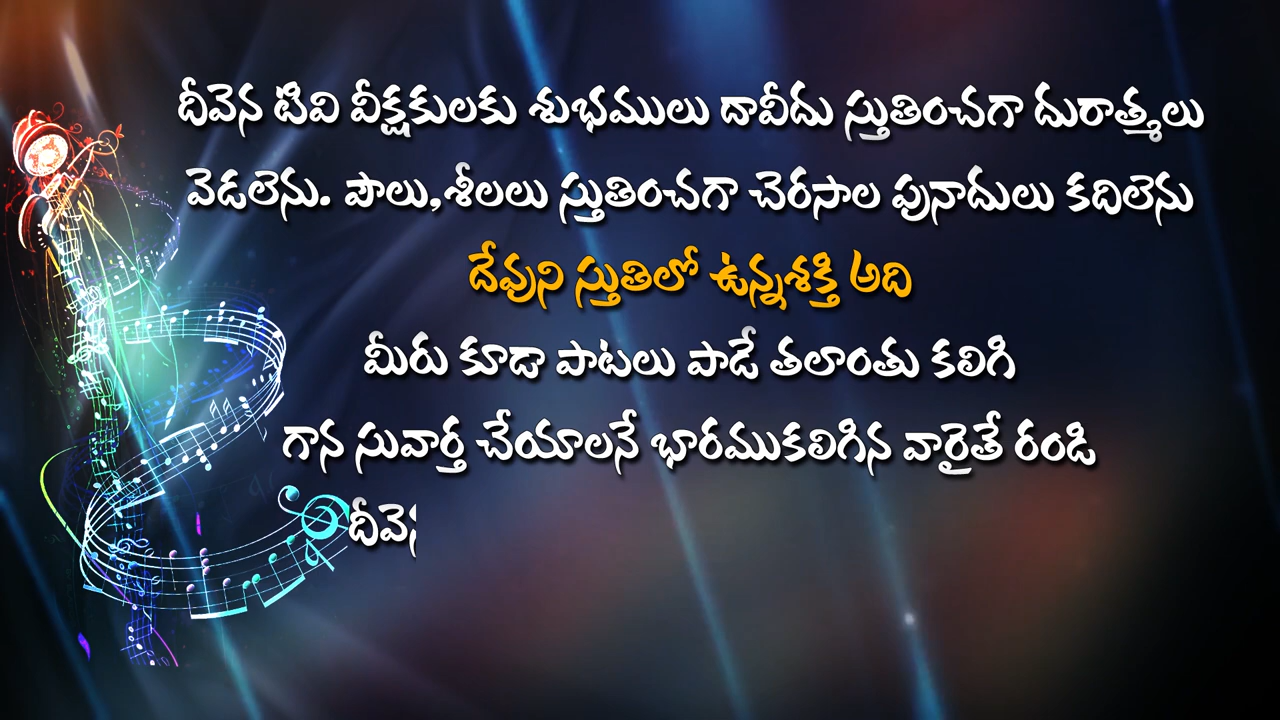 దీవెన టివి వీక్షకులకు శుభములు దావీదు స్తుతించగా దురాత్మలు
వెడలెను. పౌలు,శీలలు స్తుతించగా చెరసాల పునాదులు కదిలెను
దేవుని స్తుతిలో ఉన్నశక్తి అది
మీరు కూడా పాటలు పాడే తలాంతు కలిగి
గాన సువార్త చేయాలనే భారముకలిగిన వారైతే రండి